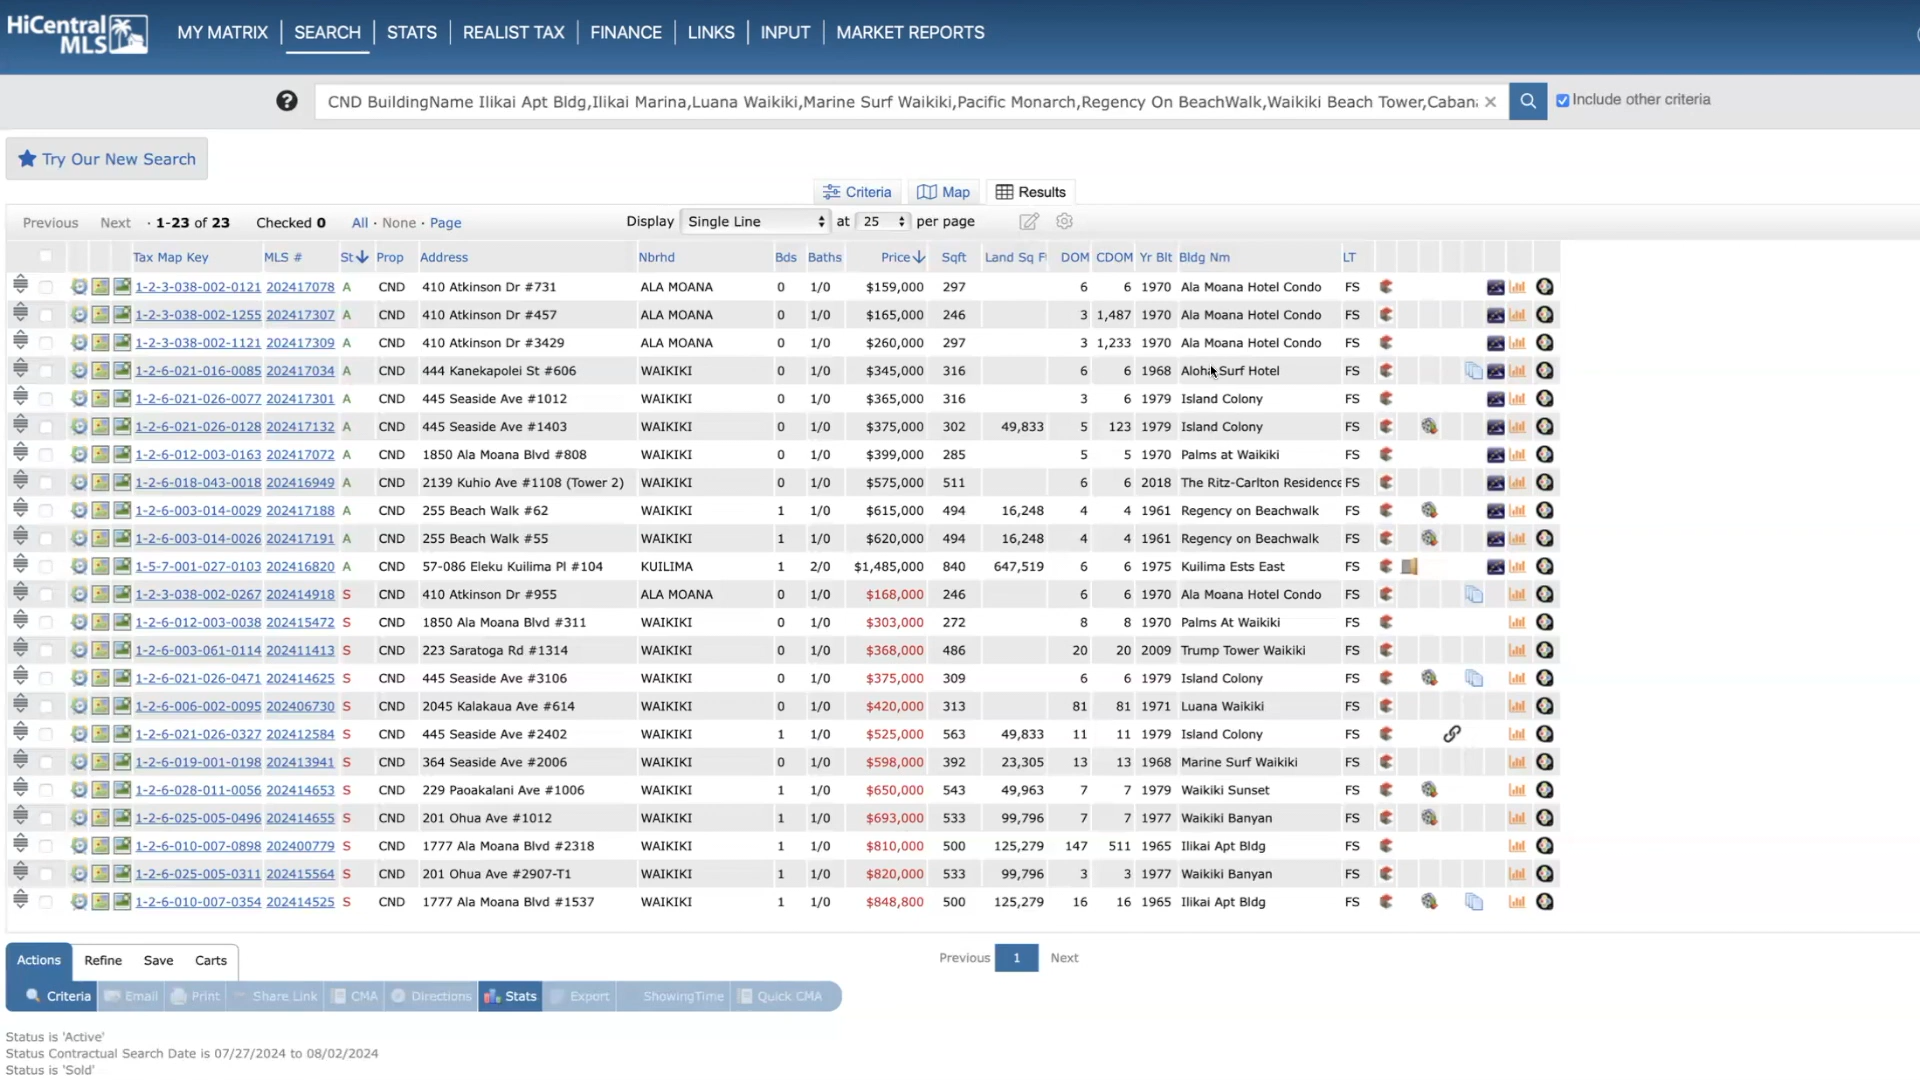 HiCentral MLS
MY MATRIX SEARCH STATS REALIST TAX FINANCE LINKS INPUT MARKET REPORTS
? CND BuildingName Ilikai Apt Bldg,Ilikai Marina,Luana Waikiki,Marine Surf Waikiki,Pacific Monarch,Regency On BeachWalk,Waikiki Beach Tower,Caban Include other criteria
Try Our New Search
Criteria Map Results
Previous Next · 1-23 of 23 Checked 0 All · None · Page Display Single Line at 25 per page
Tax Map Key MLS # St Prop Address Nbrhd Bds Baths Price Sqft Land Sq F DOM CDOM Yr Blt Bldg Nm LT
1-2-3-038-002-0121 202417078 A CND 410 Atkinson Dr #731 ALA MOANA 0 1/0 $159,000 297 6 6 1970 Ala Moana Hotel Condo FS
1-2-3-038-002-1255 202417307 A CND 410 Atkinson Dr #457 ALA MOANA 0 1/0 $165,000 246 3 1,487 1970 Ala Moana Hotel Condo FS
1-2-3-038-002-1121 202417309 A CND 410 Atkinson Dr #3429 ALA MOANA 0 1/0 $260,000 297 3 1,233 1970 Ala Moana Hotel Condo FS
1-2-6-021-016-0085 202417034 A CND 444 Kanekapolei St #606 WAIKIKI 0 1/0 $345,000 316 6 6 1968 Aloha Surf Hotel FS
1-2-6-021-026-0077 202417301 A CND 445 Seaside Ave #1012 WAIKIKI 0 1/0 $365,000 316 3 6 1979 Island Colony FS
1-2-6-021-026-0128 202417132 A CND 445 Seaside Ave #1403 WAIKIKI 0 1/0 $375,000 302 49,833 5 123 1979 Island Colony FS
1-2-6-012-003-0163 202417072 A CND 1850 Ala Moana Blvd #808 WAIKIKI 0 1/0 $399,000 285 5 5 1970 Palms at Waikiki FS
1-2-6-018-043-0018 202416949 A CND 2139 Kuhio Ave #1108 (Tower 2) WAIKIKI 0 1/0 $575,000 511 6 6 2018 The Ritz-Carlton Residence FS
1-2-6-003-014-0029 202417188 A CND 255 Beach Walk #62 WAIKIKI 1 1/0 $615,000 494 16,248 4 4 1961 Regency on Beachwalk FS
1-2-6-003-014-0026 202417191 A CND 255 Beach Walk #55 WAIKIKI 1 1/0 $620,000 494 16,248 4 4 1961 Regency on Beachwalk FS
1-5-7-001-027-0103 202416820 A CND 57-086 Eleku Kuilima Pl #104 KUILIMA 1 2/0 $1,485,000 840 647,519 6 6 1975 Kuilima Ests East FS
1-2-3-038-002-0267 202414918 S CND 410 Atkinson Dr #955 ALA MOANA 0 1/0 $168,000 246 6 6 1970 Ala Moana Hotel Condo FS
1-2-6-012-003-0038 202415472 S CND 1850 Ala Moana Blvd #311 WAIKIKI 0 1/0 $303,000 272 8 8 1970 Palms At Waikiki FS
1-2-6-003-061-0114 202411413 S CND 223 Saratoga Rd #1314 WAIKIKI 0 1/0 $368,000 486 20 20 2009 Trump Tower Waikiki FS
1-2-6-021-026-0471 202414625 S CND 445 Seaside Ave #3106 WAIKIKI 0 1/0 $375,000 309 6 6 1979 Island Colony FS
1-2-6-006-002-0095 202406730 S CND 2045 Kalakaua Ave #614 WAIKIKI 0 1/0 $420,000 313 81 81 1971 Luana Waikiki FS
1-2-6-021-026-0327 202412584 S CND 445 Seaside Ave #2402 WAIKIKI 1 1/0 $525,000 563 49,833 11 11 1979 Island Colony FS
1-2-6-019-001-0198 202413941 S CND 364 Seaside Ave #2006 WAIKIKI 0 1/0 $598,000 392 23,305 13 13 1968 Marine Surf Waikiki FS
1-2-6-028-011-0056 202414653 S CND 229 Paoakalani Ave #1006 WAIKIKI 1 1/0 $650,000 543 49,963 7 7 1979 Waikiki Sunset FS
1-2-6-025-005-0496 202414655 S CND 201 Ohua Ave #1012 WAIKIKI 1 1/0 $693,000 533 99,796 7 7 1977 Waikiki Banyan FS
1-2-6-010-007-0898 202400779 S CND 1777 Ala Moana Blvd #2318 WAIKIKI 1 1/0 $810,000 500 125,279 147 511 1965 Ilikai Apt Bldg FS
1-2-6-025-005-0311 202415564 S CND 201 Ohua Ave #2907-T1 WAIKIKI 1 1/0 $820,000 533 99,796 3 3 1977 Waikiki Banyan FS
1-2-6-010-007-0354 202414525 S CND 1777 Ala Moana Blvd #1537 WAIKIKI 1 1/0 $848,800 500 125,279 16 16 1965 Ilikai Apt Bldg FS
Actions Refine Save Carts Previous 1 Next
Criteria Email Print Share Link CMA Directions Stats Export ShowingTime Quick CMA
Status is 'Active'
Status Contractual Search Date is 07/27/2024 to 08/02/2024
Status is 'Sold'